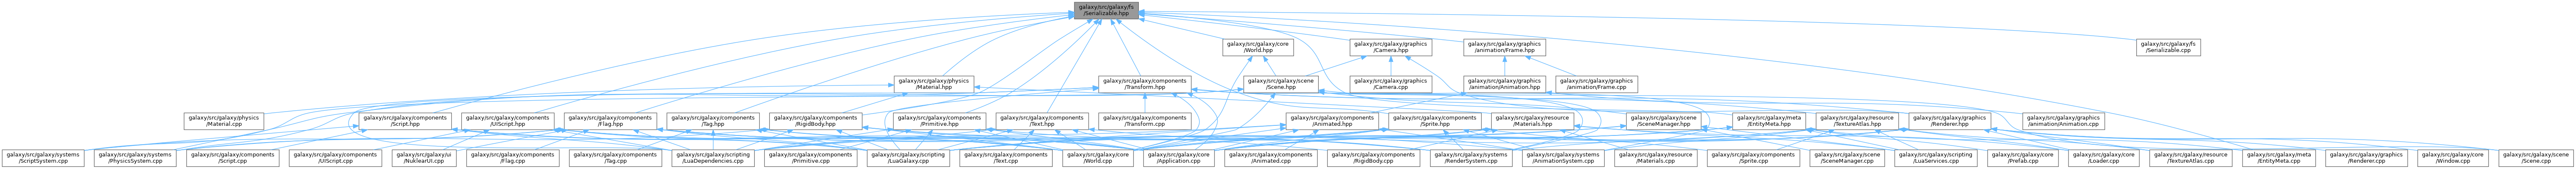 galaxy/src/galaxy/fs
/Serializable.hpp
galaxy/src/galaxy/core
/World.hpp
galaxy/src/galaxy/graphics
/Camera.hpp
galaxy/src/galaxy/graphics
/animation/Frame.hpp
galaxy/src/galaxy/fs
/Serializable.cpp
galaxy/src/galaxy/physics
/Material.hpp
galaxy/src/galaxy/components
/Transform.hpp
galaxy/src/galaxy/scene
/Scene.hpp
galaxy/src/galaxy/graphics
/Camera.cpp
galaxy/src/galaxy/graphics
/animation/Animation.hpp
galaxy/src/galaxy/graphics
/animation/Frame.cpp
galaxy/src/galaxy/physics
/Material.cpp
galaxy/src/galaxy/components
/Script.hpp
galaxy/src/galaxy/components
/UIScript.hpp
galaxy/src/galaxy/components
/Flag.hpp
galaxy/src/galaxy/components
/Tag.hpp
galaxy/src/galaxy/components
/RigidBody.hpp
galaxy/src/galaxy/components
/Primitive.hpp
galaxy/src/galaxy/components
/Text.hpp
galaxy/src/galaxy/components
/Transform.cpp
galaxy/src/galaxy/components
/Animated.hpp
galaxy/src/galaxy/components
/Sprite.hpp
galaxy/src/galaxy/resource
/Materials.hpp
galaxy/src/galaxy/scene
/SceneManager.hpp
galaxy/src/galaxy/meta
/EntityMeta.hpp
galaxy/src/galaxy/resource
/TextureAtlas.hpp
galaxy/src/galaxy/graphics
/Renderer.hpp
galaxy/src/galaxy/graphics
/animation/Animation.cpp
galaxy/src/galaxy/systems
/ScriptSystem.cpp
galaxy/src/galaxy/systems
/PhysicsSystem.cpp
galaxy/src/galaxy/components
/Script.cpp
galaxy/src/galaxy/components
/UIScript.cpp
galaxy/src/galaxy/ui
/NuklearUI.cpp
galaxy/src/galaxy/components
/Flag.cpp
galaxy/src/galaxy/components
/Tag.cpp
galaxy/src/galaxy/scripting
/LuaDependencies.cpp
galaxy/src/galaxy/components
/Primitive.cpp
galaxy/src/galaxy/scripting
/LuaGalaxy.cpp
galaxy/src/galaxy/components
/Text.cpp
galaxy/src/galaxy/core
/World.cpp
galaxy/src/galaxy/core
/Application.cpp
galaxy/src/galaxy/components
/Animated.cpp
galaxy/src/galaxy/components
/RigidBody.cpp
galaxy/src/galaxy/systems
/RenderSystem.cpp
galaxy/src/galaxy/systems
/AnimationSystem.cpp
galaxy/src/galaxy/resource
/Materials.cpp
galaxy/src/galaxy/components
/Sprite.cpp
galaxy/src/galaxy/scene
/SceneManager.cpp
galaxy/src/galaxy/scripting
/LuaServices.cpp
galaxy/src/galaxy/core
/Prefab.cpp
galaxy/src/galaxy/core
/Loader.cpp
galaxy/src/galaxy/resource
/TextureAtlas.cpp
galaxy/src/galaxy/meta
/EntityMeta.cpp
galaxy/src/galaxy/graphics
/Renderer.cpp
galaxy/src/galaxy/core
/Window.cpp
galaxy/src/galaxy/scene
/Scene.cpp